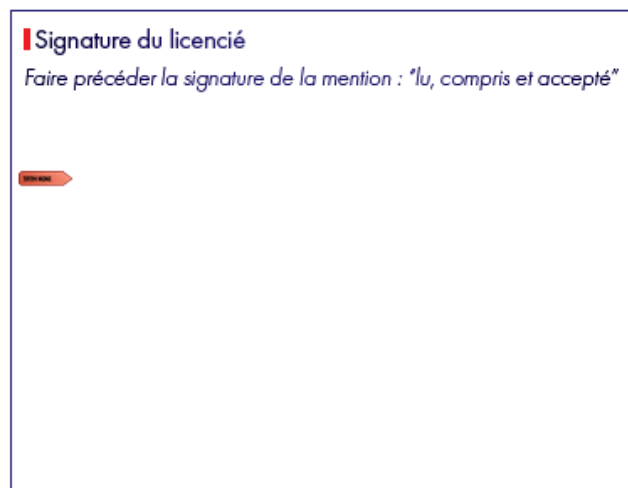 Signature du licencié
Faire précéder la signature de la mention : "lu, compris et accepté"